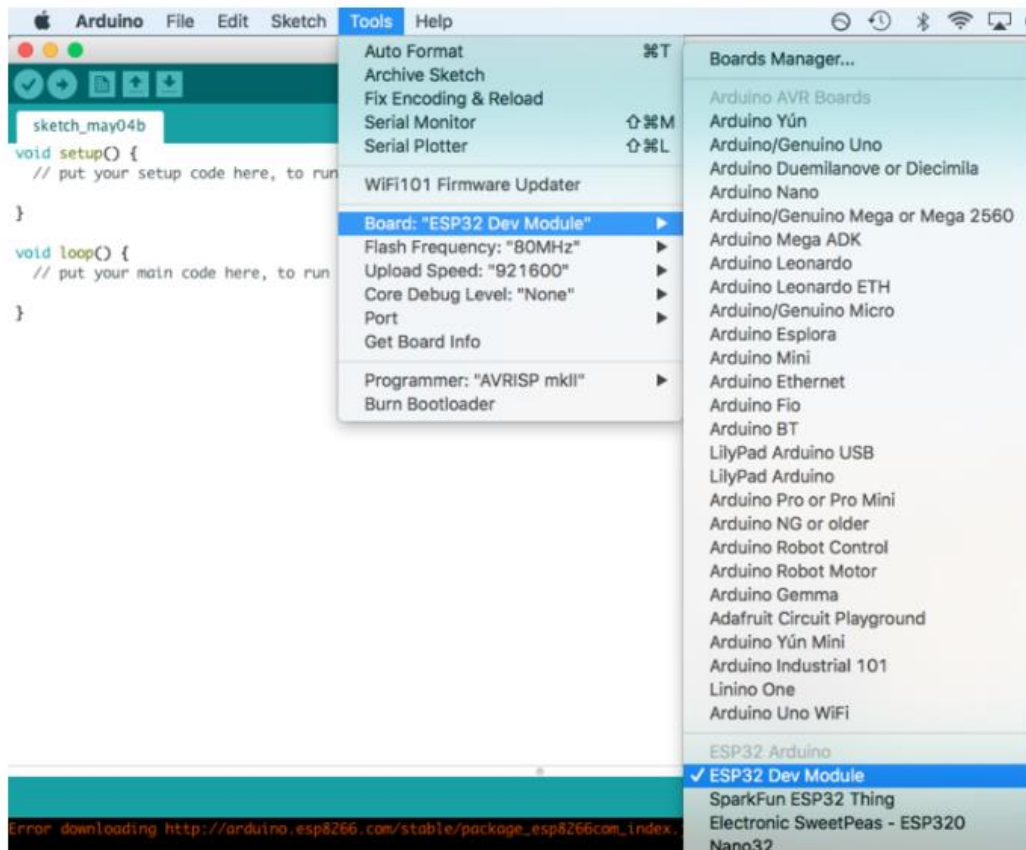 Arduino File Edit Sketch Tools Help
sketch_may04b
void setup() {
// put your setup code here, to run
}
void loop() {
// put your main code here, to run
}
Auto Format ⌘T
Archive Sketch
Fix Encoding & Reload
Serial Monitor ⇧⌘M
Serial Plotter ⇧⌘L
WiFi101 Firmware Updater
Board: "ESP32 Dev Module"
Flash Frequency: "80MHz"
Upload Speed: "921600"
Core Debug Level: "None"
Port
Get Board Info
Programmer: "AVRISP mkII"
Burn Bootloader
Boards Manager...
Arduino AVR Boards
Arduino Yún
Arduino/Genuino Uno
Arduino Duemilanove or Diecimila
Arduino Nano
Arduino/Genuino Mega or Mega 2560
Arduino Mega ADK
Arduino Leonardo
Arduino Leonardo ETH
Arduino/Genuino Micro
Arduino Esplora
Arduino Mini
Arduino Ethernet
Arduino Fio
Arduino BT
LilyPad Arduino USB
LilyPad Arduino
Arduino Pro or Pro Mini
Arduino NG or older
Arduino Robot Control
Arduino Robot Motor
Arduino Gemma
Adafruit Circuit Playground
Arduino Yún Mini
Arduino Industrial 101
Linino One
Arduino Uno WiFi
ESP32 Arduino
✓ ESP32 Dev Module
SparkFun ESP32 Thing
Electronic SweetPeas - ESP320
Nano32
Error downloading http://arduino.esp8266.com/stable/package_esp8266com_index.